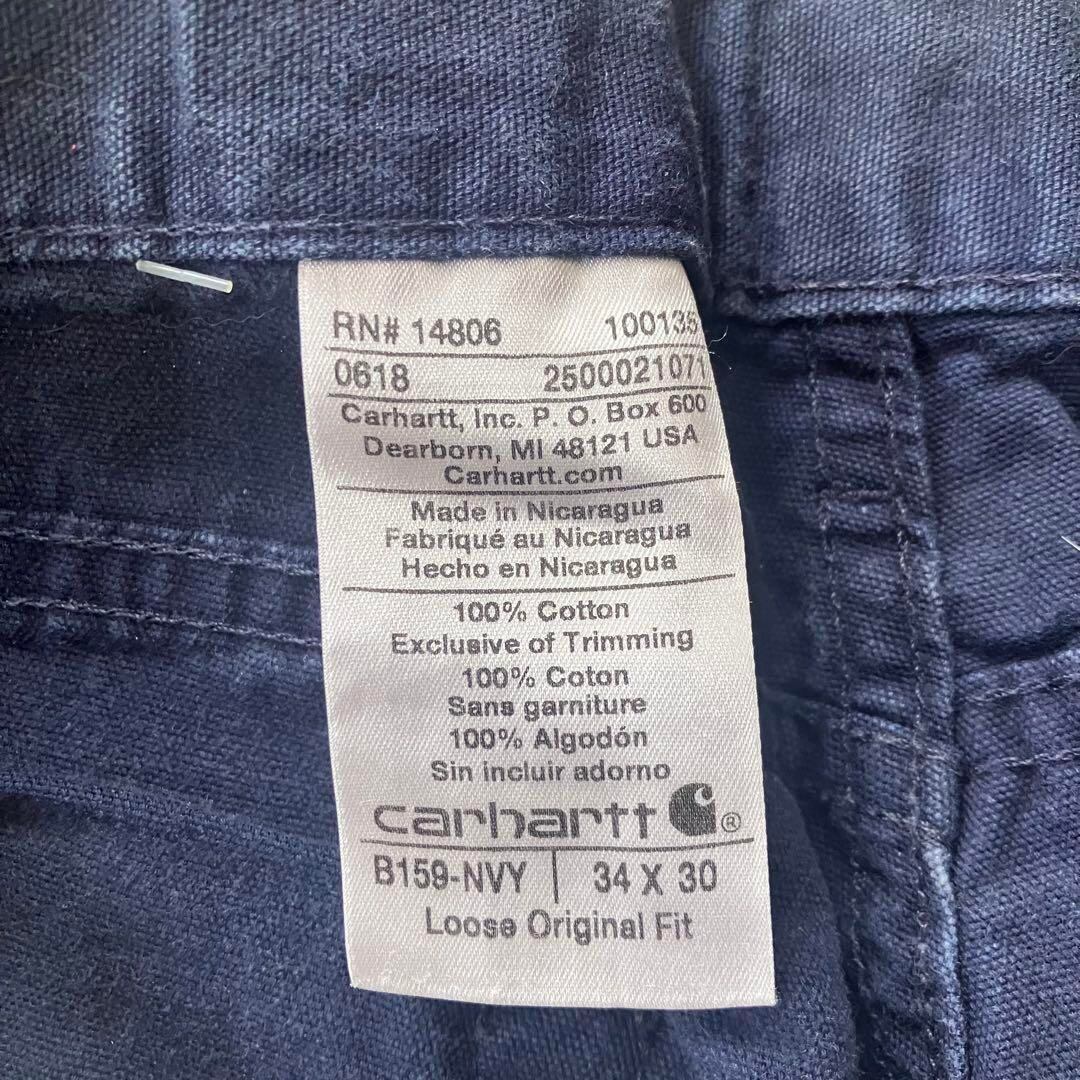 RN# 14806 100135
0618 2500021071
Carhartt, Inc. P. O. Box 600
Dearborn, MI 48121 USA
Carhartt.com
Made in Nicaragua
Fabriqué au Nicaragua
Hecho en Nicaragua
100% Cotton
Exclusive of Trimming
100% Coton
Sans garniture
100% Algodón
Sin incluir adorno
carhartt ®
B159-NVY 34 X 30
Loose Original Fit